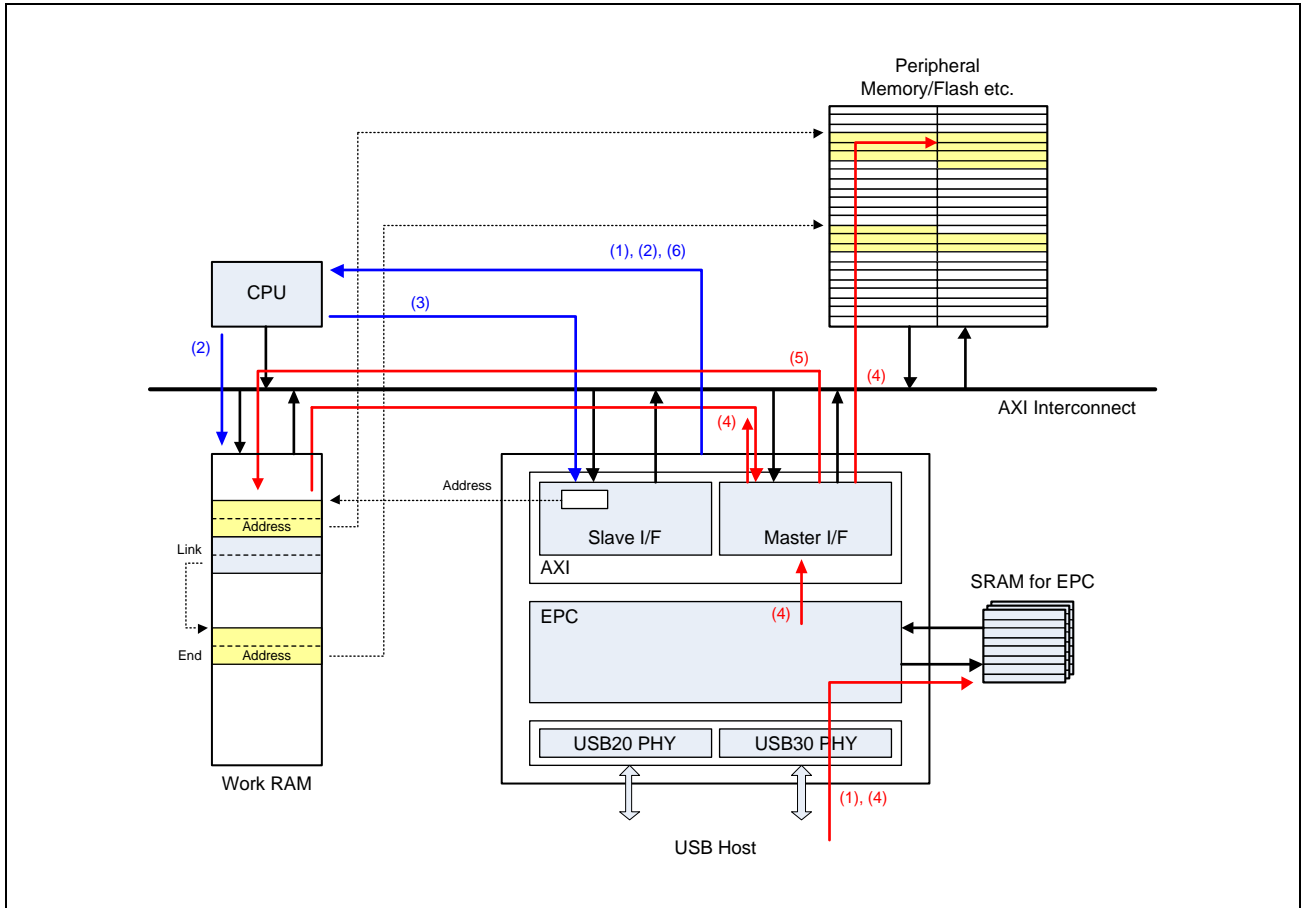 Peripheral
Memory/Flash etc.
(1), (2), (6)
CPU
(3)
(2)
(5)
(4)
AXI Interconnect
(4)
Address
Slave I/F
Master I/F
AXI
Address
Link
SRAM for EPC
(4)
EPC
End
Address
USB20 PHY
USB30 PHY
Work RAM
(1), (4)
USB Host